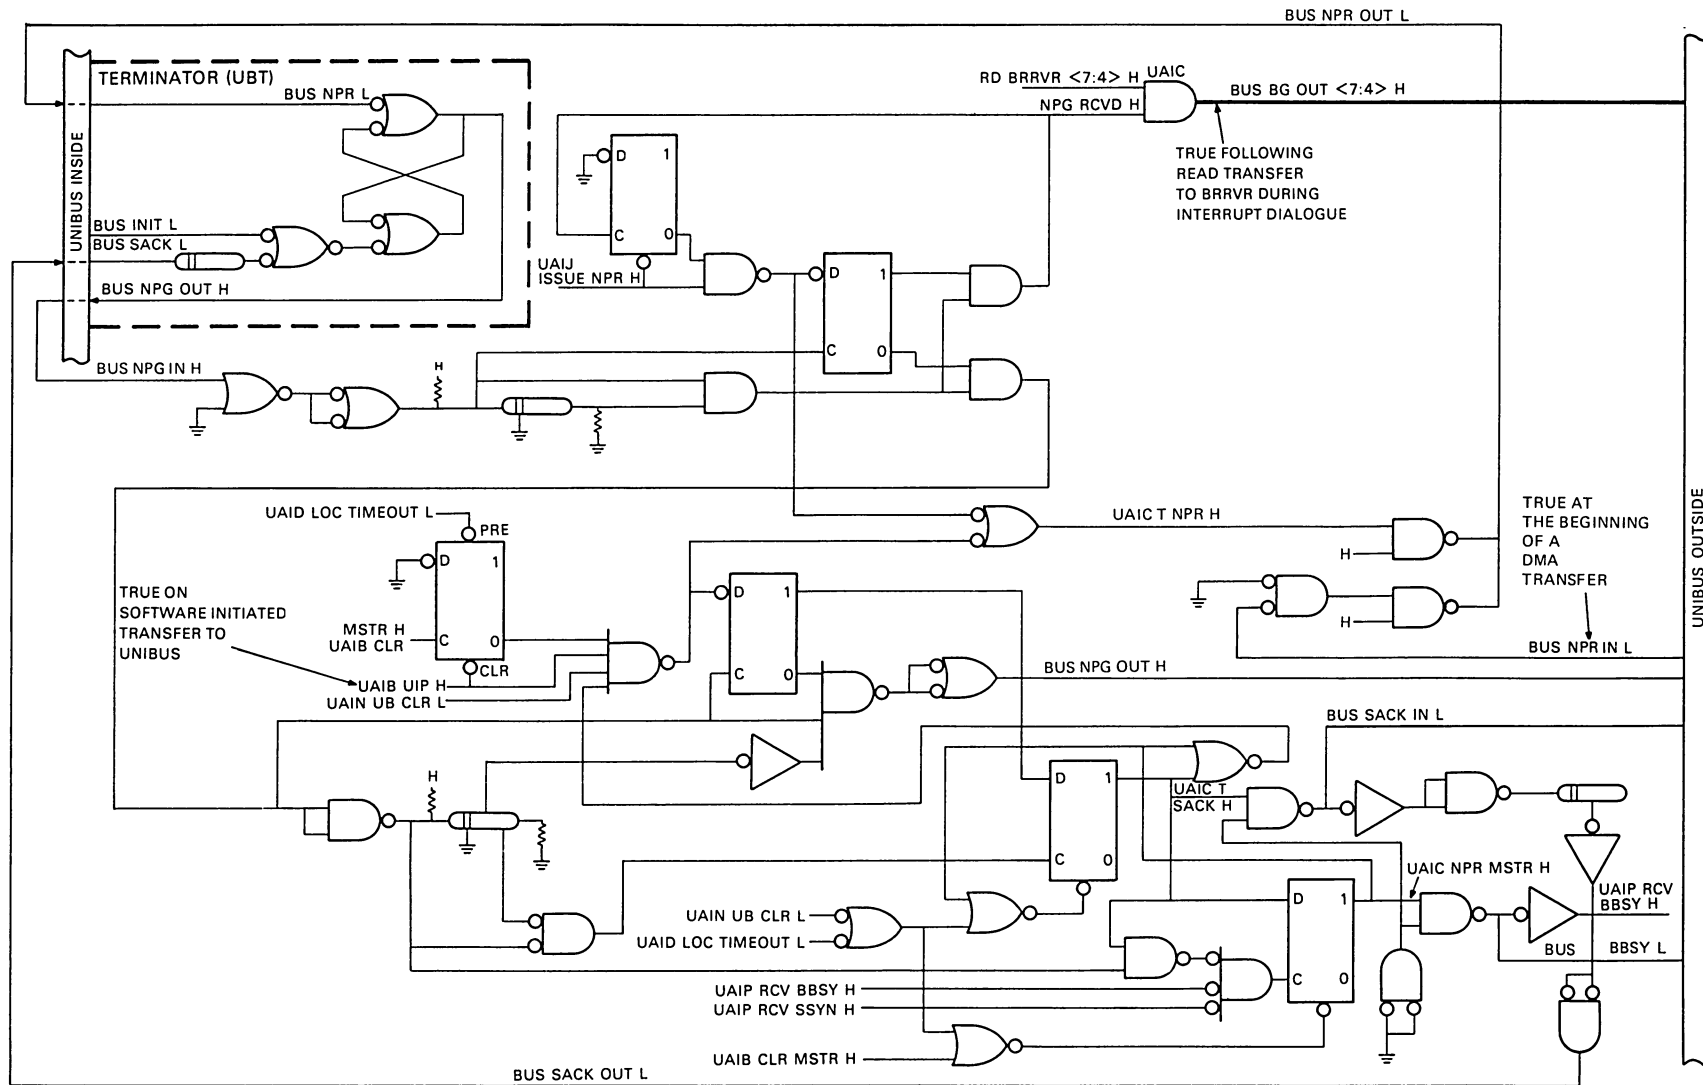 BUS NPR OUT L
TERMINATOR (UBT)
BUS NPR L
UNIBUS INSIDE
BUS INIT L
BUS SACK L
BUS NPG OUT H
BUS NPG IN H
H
D
1
C
0
UAIJ
ISSUE NPR H
D
1
C
0
RD BRRVR <7:4> H
UAIC
NPG RCVD H
BUS BG OUT <7:4> H
TRUE FOLLOWING
READ TRANSFER
TO BRRVR DURING
INTERRUPT DIALOGUE
UNIBUS OUTSIDE
UAID LOC TIMEOUT L
PRE
D
1
C
0
CLR
TRUE ON
SOFTWARE INITIATED
TRANSFER TO
UNIBUS
MSTR H
UAIB CLR
UAIB UIP H
UAIN UB CLR L
UAIC T NPR H
H
H
TRUE AT
THE BEGINNING
OF A
DMA
TRANSFER
BUS NPR IN L
D
1
C
0
BUS NPG OUT H
BUS SACK IN L
H
D
1
C
0
UAIC T
SACK H
UAIC NPR MSTR H
UAIP RCV
BBSY H
BUS BBSY L
UAIN UB CLR L
UAID LOC TIMEOUT L
D
1
C
0
UAIP RCV BBSY H
UAIP RCV SSYN H
UAIB CLR MSTR H
BUS SACK OUT L